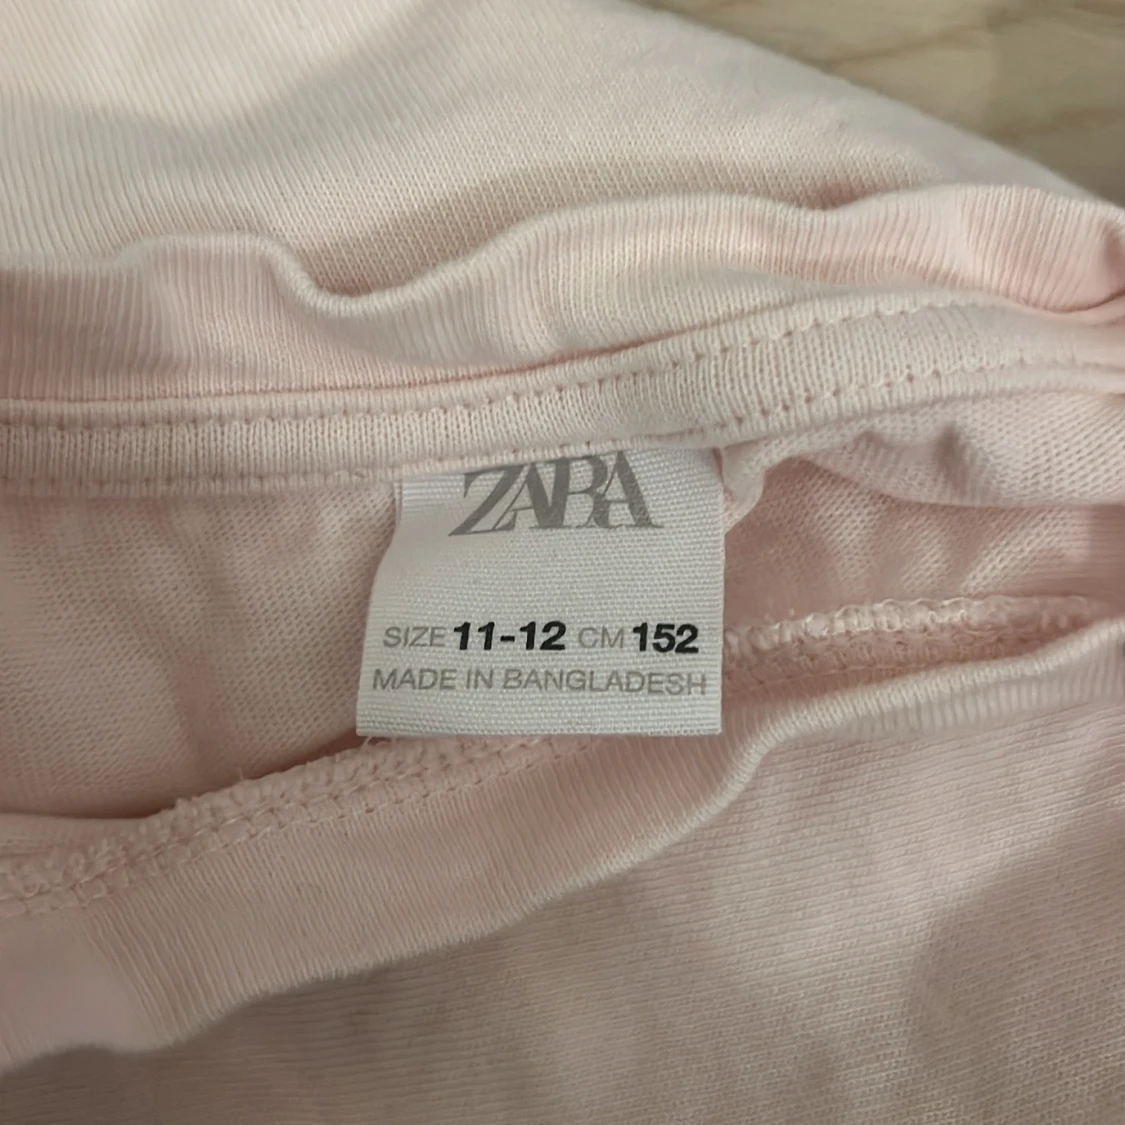 ZARA
SIZE 11-12 CM 152
MADE IN BANGLADESH